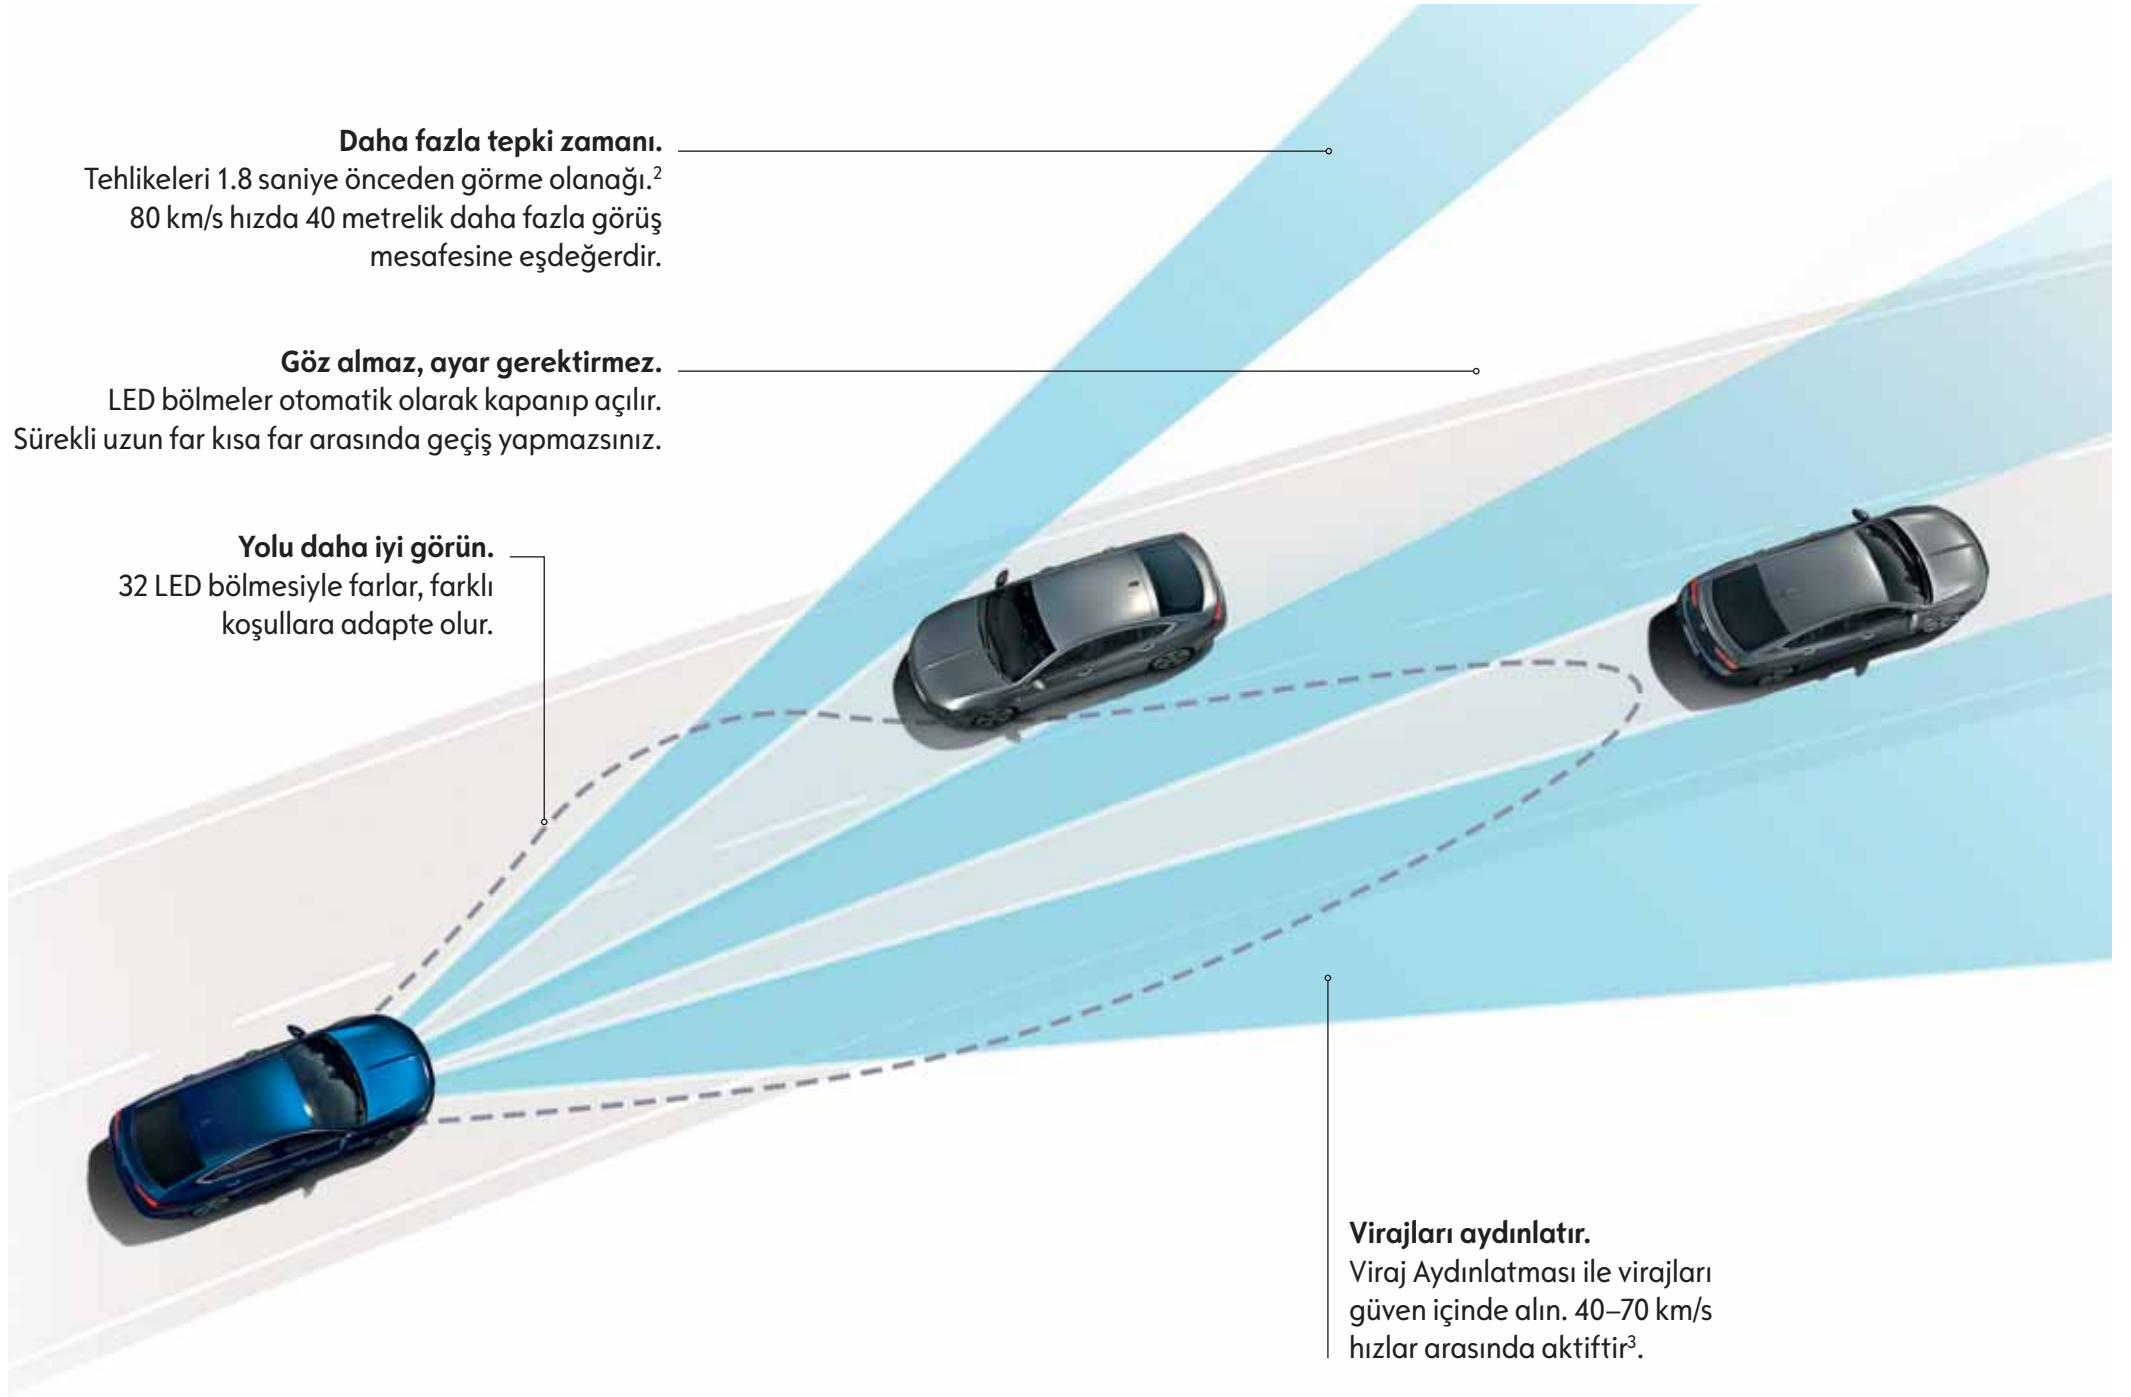 Daha fazla tepki zamanı.
Tehlikeleri 1.8 saniye önceden görme olanağı.²
80 km/s hızda 40 metrelik daha fazla görüş
mesafesine eşdeğerdir.
Göz almaz, ayar gerektirmez.
LED bölmeler otomatik olarak kapanıp açılır.
Sürekli uzun far kısa far arasında geçiş yapmazsınız.
Yolu daha iyi görün.
32 LED bölmesiyle farlar, farklı
koşullara adapte olur.
Virajları aydınlatır.
Viraj Aydınlatması ile virajları
güven içinde alın. 40–70 km/s
hızlar arasında aktiftir³.